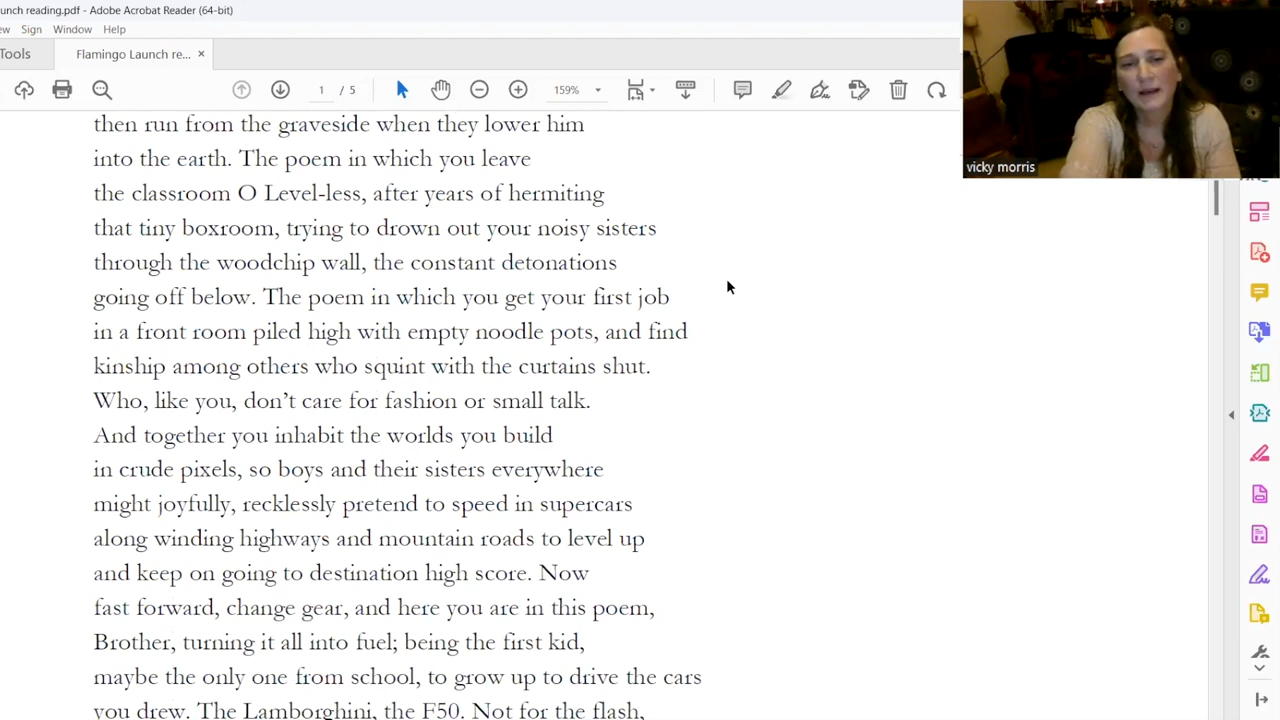 unch reading.pdf - Adobe Acrobat Reader (64-bit)
ew Sign Window Help
Tools Flamingo Launch re... ×
1 / 5 159%
then run from the graveside when they lower him
into the earth. The poem in which you leave
the classroom O Level-less, after years of hermiting
that tiny boxroom, trying to drown out your noisy sisters
through the woodchip wall, the constant detonations
going off below. The poem in which you get your first job
in a front room piled high with empty noodle pots, and find
kinship among others who squint with the curtains shut.
Who, like you, don’t care for fashion or small talk.
And together you inhabit the worlds you build
in crude pixels, so boys and their sisters everywhere
might joyfully, recklessly pretend to speed in supercars
along winding highways and mountain roads to level up
and keep on going to destination high score. Now
fast forward, change gear, and here you are in this poem,
Brother, turning it all into fuel; being the first kid,
maybe the only one from school, to grow up to drive the cars
you drew. The Lamborghini, the F50. Not for the flash,
vicky morris